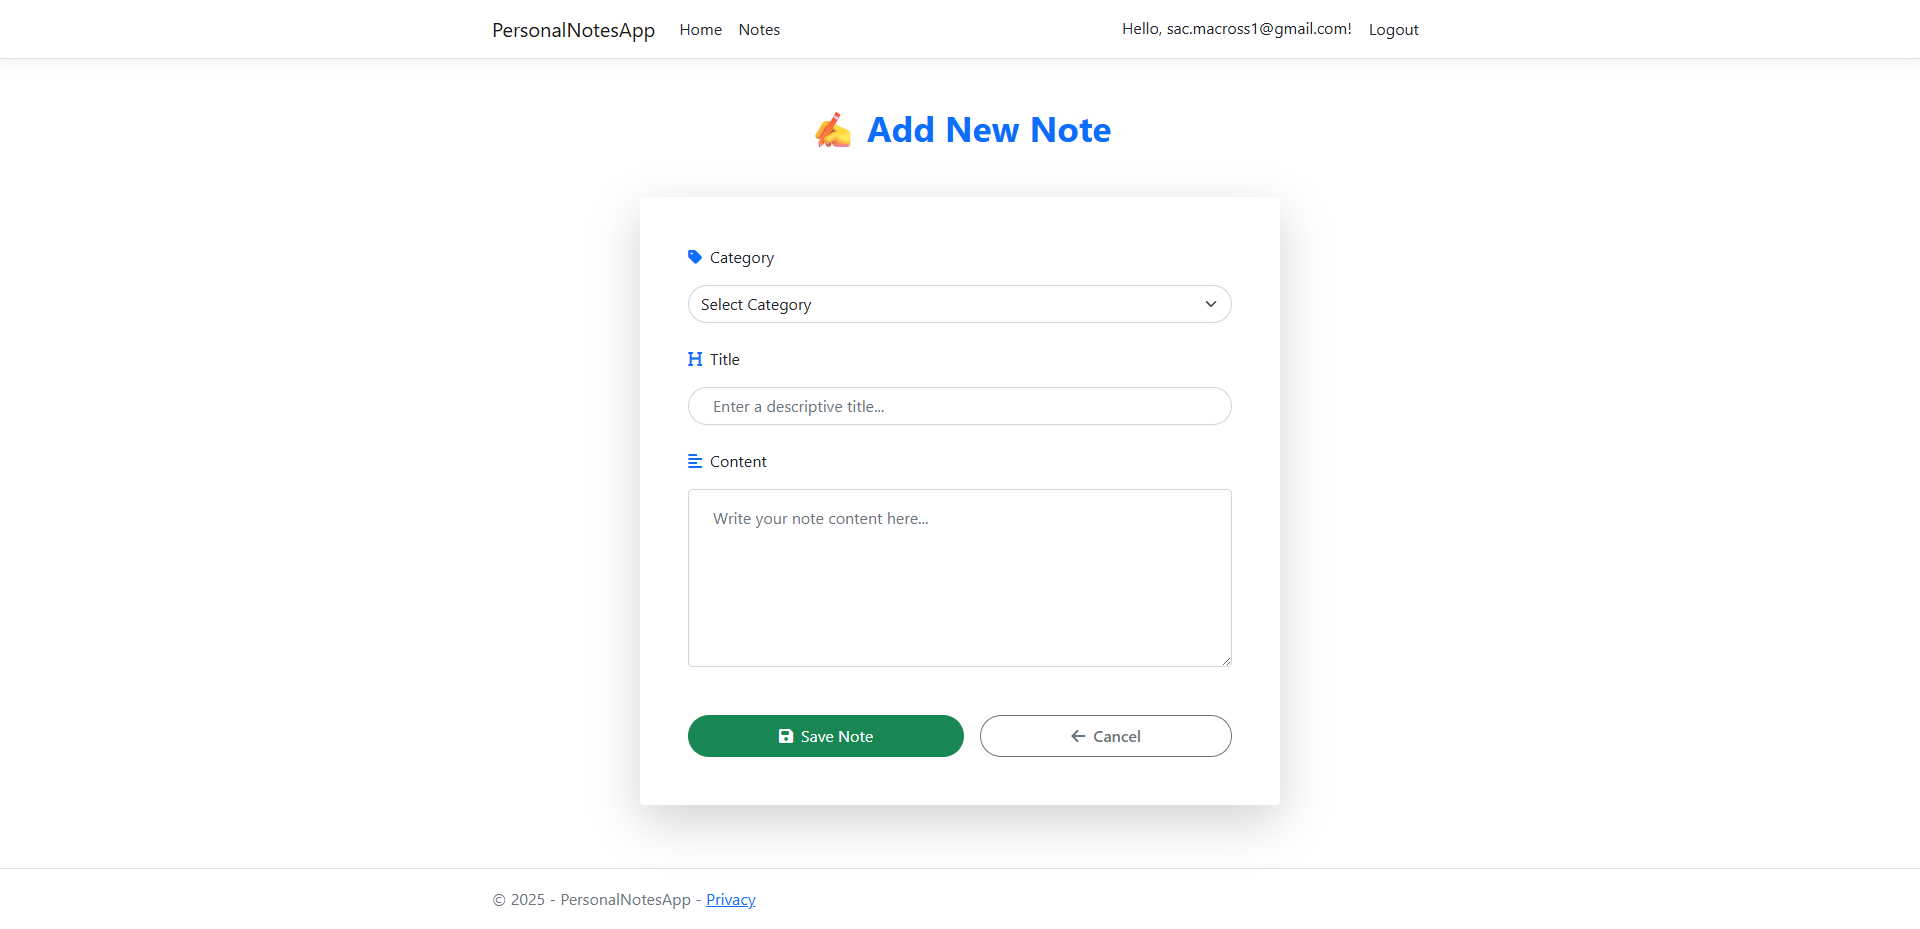 PersonalNotesApp Home Notes Hello, sac.macross1@gmail.com! Logout
Add New Note
Category
Select Category
Title
Enter a descriptive title...
Content
Write your note content here...
Save Note Cancel
© 2025 - PersonalNotesApp - Privacy